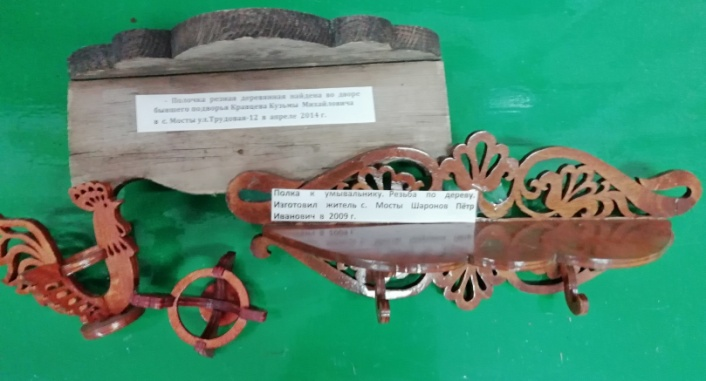 Полочка резная деревянная найдена во дворе
бывшего подворья Кравцова Кузьмы Михайловича
в с. Мосты ул.Трудовая-12 в апреле 2014 г.
Полка к умывальнику. Резьба по дереву.
Изготовил житель с. Мосты Шаронов Пётр
Иванович в 2009 г.